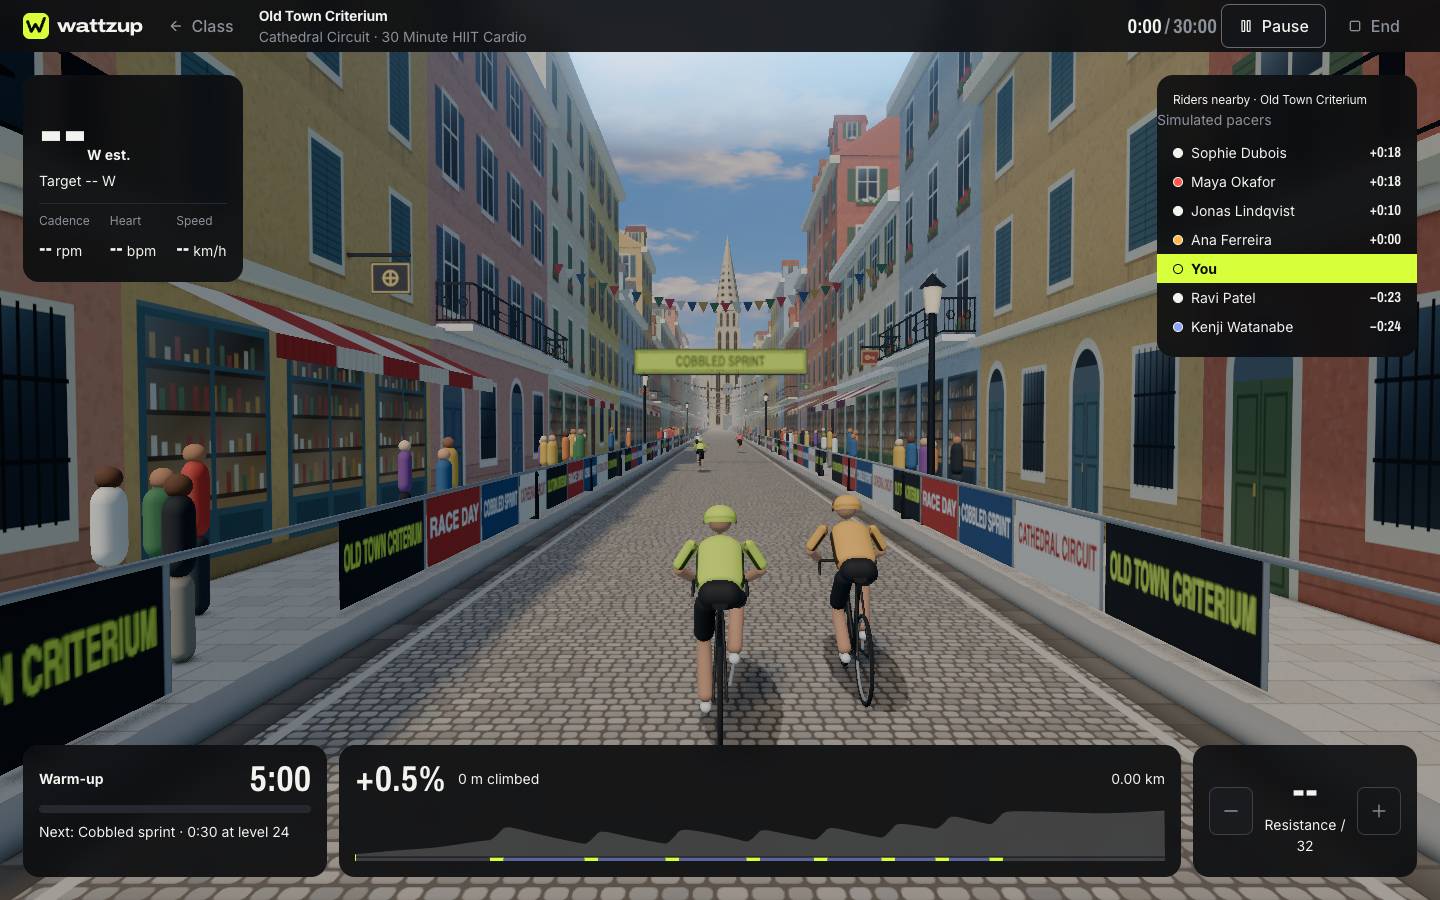 wattzup
Class
Old Town Criterium
Cathedral Circuit · 30 Minute HIIT Cardio
0:00 / 30:00
Pause
End
-- W est.
Target -- W
Cadence Heart Speed
-- rpm -- bpm -- km/h
Riders nearby · Old Town Criterium
Simulated pacers
Sophie Dubois +0:18
Maya Okafor +0:18
Jonas Lindqvist +0:10
Ana Ferreira +0:00
You
Ravi Patel −0:23
Kenji Watanabe −0:24
COBBLED SPRINT
N CRITERIUM
OLD TOWN CRITERIUM
RACE DAY
COBBLED SPRINT
RACE DAY
COBBLED SPRINT
CATHEDRAL CIRCUIT
OLD TOWN CRITERIUM
Warm-up 5:00
Next: Cobbled sprint · 0:30 at level 24
+0.5% 0 m climbed 0.00 km
--
Resistance /
32